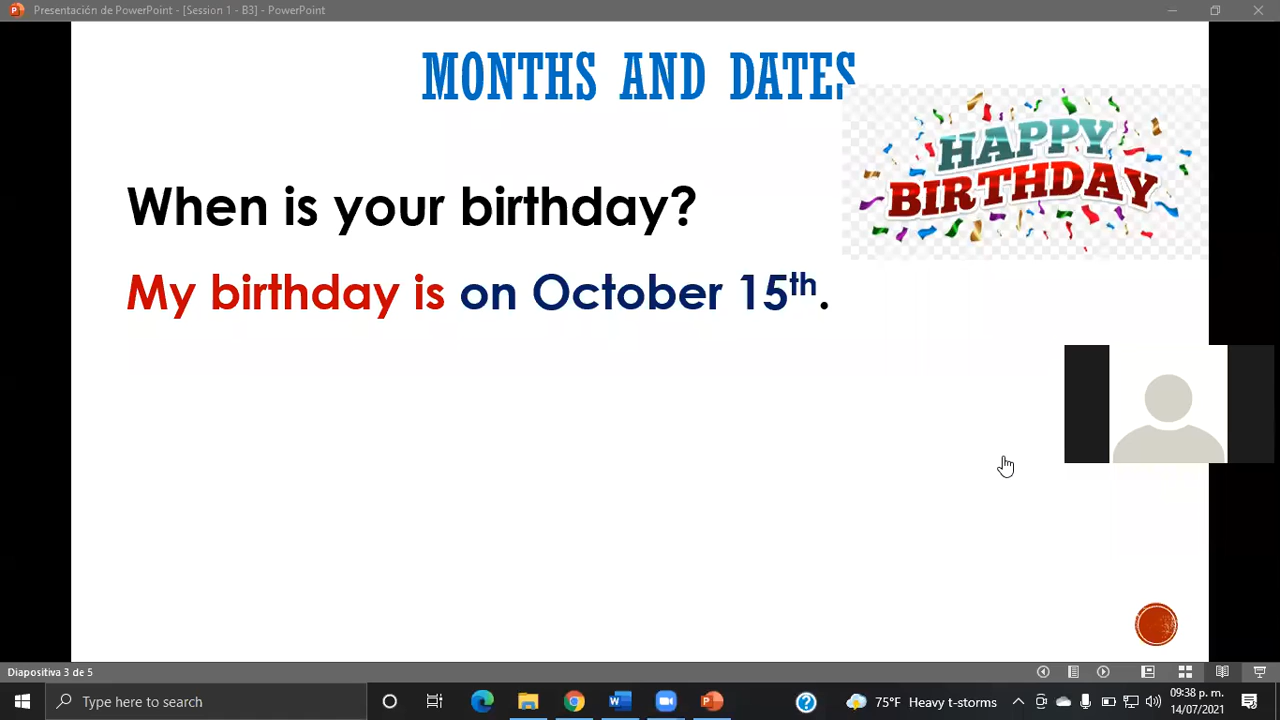 Presentación de PowerPoint - [Session 1 - B3] - PowerPoint
MONTHS AND DATES
HAPPY
BIRTHDAY
When is your birthday?
My birthday is on October 15th.
Diapositiva 3 de 5
Type here to search
75°F Heavy t-storms
09:38 p. m.
14/07/2021